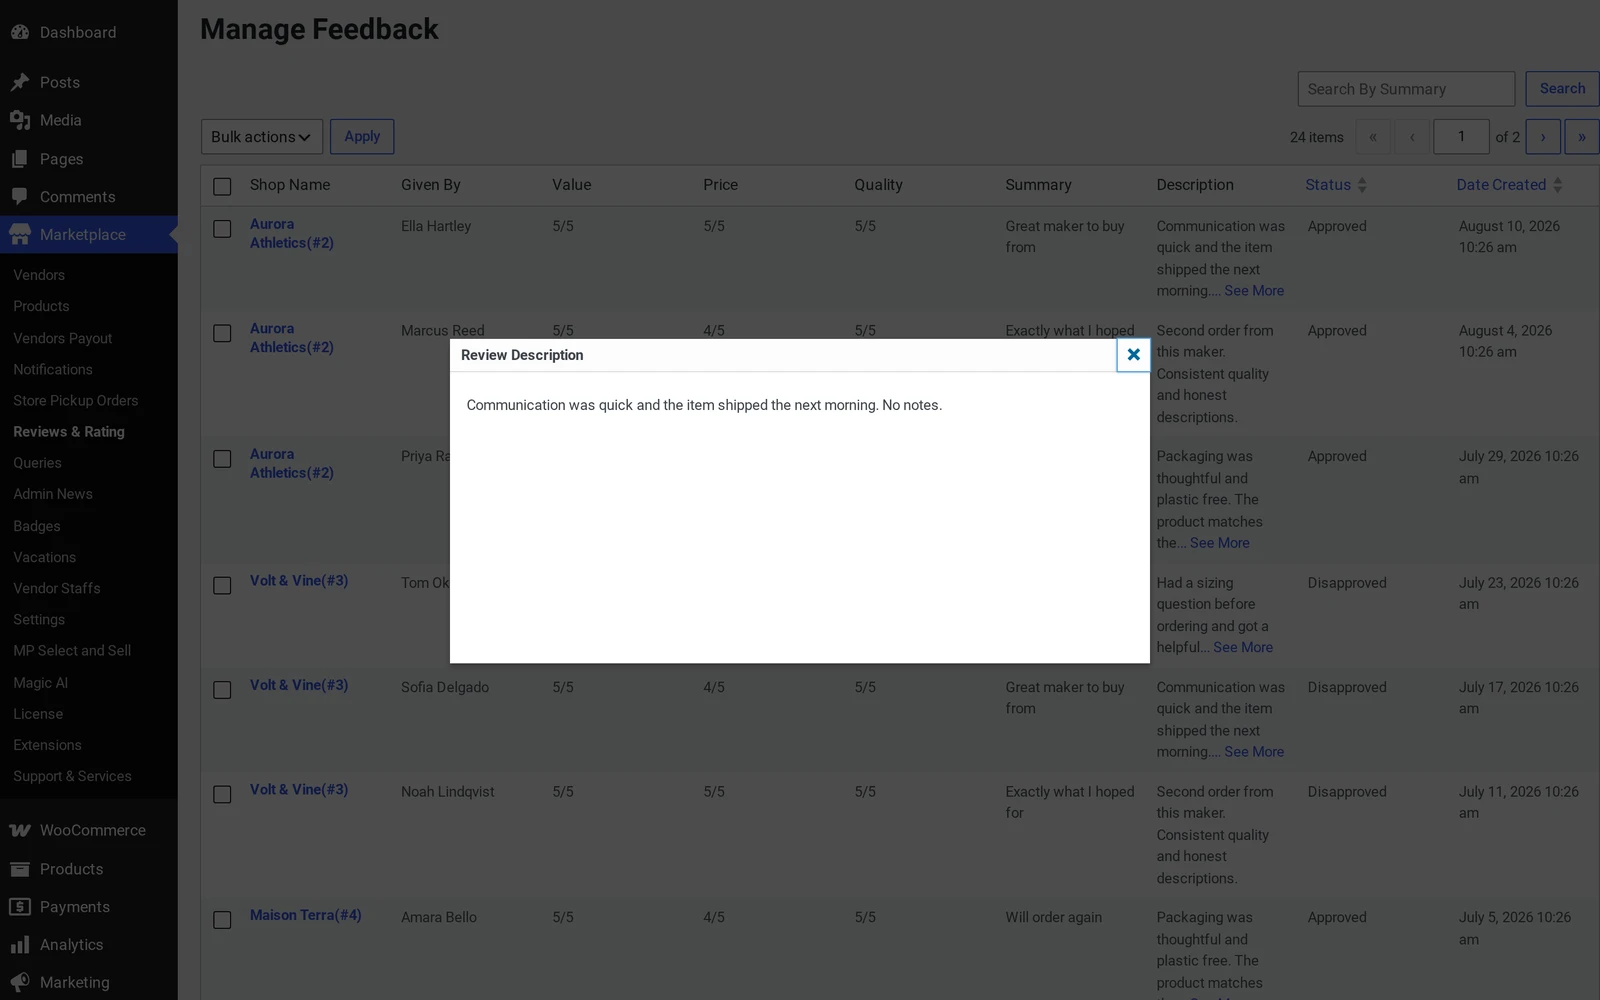 Dashboard
Posts
Media
Pages
Comments
Marketplace
Vendors
Products
Vendors Payout
Notifications
Store Pickup Orders
Reviews & Rating
Queries
Admin News
Badges
Vacations
Vendor Staffs
Settings
MP Select and Sell
Magic AI
License
Extensions
Support & Services
WooCommerce
Products
Payments
Analytics
Marketing
Manage Feedback
Search By Summary
Search
Bulk actions
Apply
24 items « ‹ 1 of 2 › »
Shop Name Given By Value Price Quality Summary Description Status Date Created
Aurora
Athletics(#2)
Ella Hartley
5/5
5/5
5/5
Great maker to buy
from
Communication was
quick and the item
shipped the next
morning.... See More
Approved
August 10, 2026
10:26 am
Aurora
Athletics(#2)
Marcus Reed
5/5
4/5
5/5
Exactly what I hoped
Second order from
this maker.
Consistent quality
and honest
descriptions.
Approved
August 4, 2026
10:26 am
Review Description
Communication was quick and the item shipped the next morning. No notes.
Aurora
Athletics(#2)
Priya
Packaging was
thoughtful and
plastic free. The
product matches
the... See More
Approved
July 29, 2026 10:26
am
Volt & Vine(#3)
Tom
Had a sizing
question before
ordering and got a
helpful... See More
Disapproved
July 23, 2026 10:26
am
Volt & Vine(#3)
Sofia Delgado
5/5
4/5
5/5
Great maker to buy
from
Communication was
quick and the item
shipped the next
morning.... See More
Disapproved
July 17, 2026 10:26
am
Volt & Vine(#3)
Noah Lindqvist
5/5
5/5
5/5
Exactly what I hoped
for
Second order from
this maker.
Consistent quality
and honest
descriptions.
Disapproved
July 11, 2026 10:26
am
Maison Terra(#4)
Amara Bello
5/5
4/5
5/5
Will order again
Packaging was
thoughtful and
plastic free. The
product matches
Approved
July 5, 2026 10:26
am